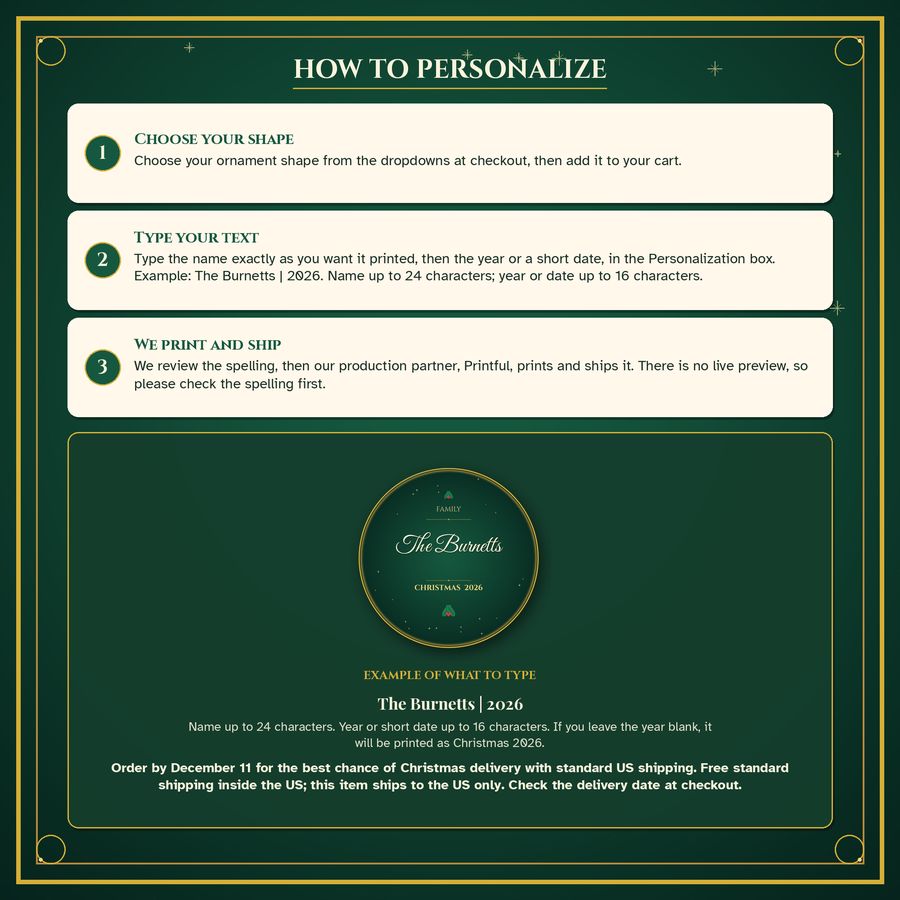 HOW TO PERSONALIZE
1
CHOOSE YOUR SHAPE
Choose your ornament shape from the dropdowns at checkout, then add it to your cart.
2
TYPE YOUR TEXT
Type the name exactly as you want it printed, then the year or a short date, in the Personalization box.
Example: The Burnetts | 2026. Name up to 24 characters; year or date up to 16 characters.
3
WE PRINT AND SHIP
We review the spelling, then our production partner, Printful, prints and ships it. There is no live preview, so
please check the spelling first.
FAMILY
The Burnetts
CHRISTMAS 2026
EXAMPLE OF WHAT TO TYPE
The Burnetts | 2026
Name up to 24 characters. Year or short date up to 16 characters. If you leave the year blank, it
will be printed as Christmas 2026.
Order by December 11 for the best chance of Christmas delivery with standard US shipping. Free standard
shipping inside the US; this item ships to the US only. Check the delivery date at checkout.